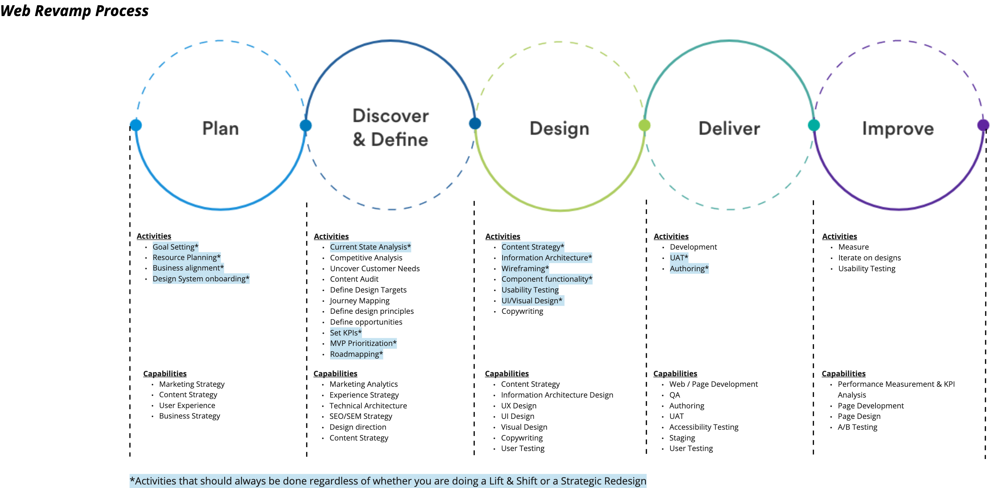 Web Revamp Process
Plan
Discover
& Define
Design
Deliver
Improve
Activities
Goal Setting*
Resource Planning*
Business alignment*
Design System onboarding*
Capabilities
Marketing Strategy
Content Strategy
User Experience
Business Strategy
Activities
Current State Analysis*
Competitive Analysis
Uncover Customer Needs
Content Audit
Define Design Targets
Journey Mapping
Define design principles
Define opportunities
Set KPIs*
MVP Prioritization*
Roadmapping*
Capabilities
Marketing Analytics
Experience Strategy
Technical Architecture
SEO/SEM Strategy
Design direction
Content Strategy
Activities
Content Strategy*
Information Architecture*
Wireframing*
Component functionality*
Usability Testing
UI/Visual Design*
Copywriting
Capabilities
Content Strategy
Information Architecture Design
UX Design
UI Design
Visual Design
Copywriting
User Testing
Activities
Development
UAT*
Authoring*
Capabilities
Web / Page Development
QA
Authoring
UAT
Accessibility Testing
Staging
User Testing
Activities
Measure
Iterate on designs
Usability Testing
Capabilities
Performance Measurement & KPI
Analysis
Page Development
Page Design
A/B Testing
*Activities that should always be done regardless of whether you are doing a Lift & Shift or a Strategic Redesign